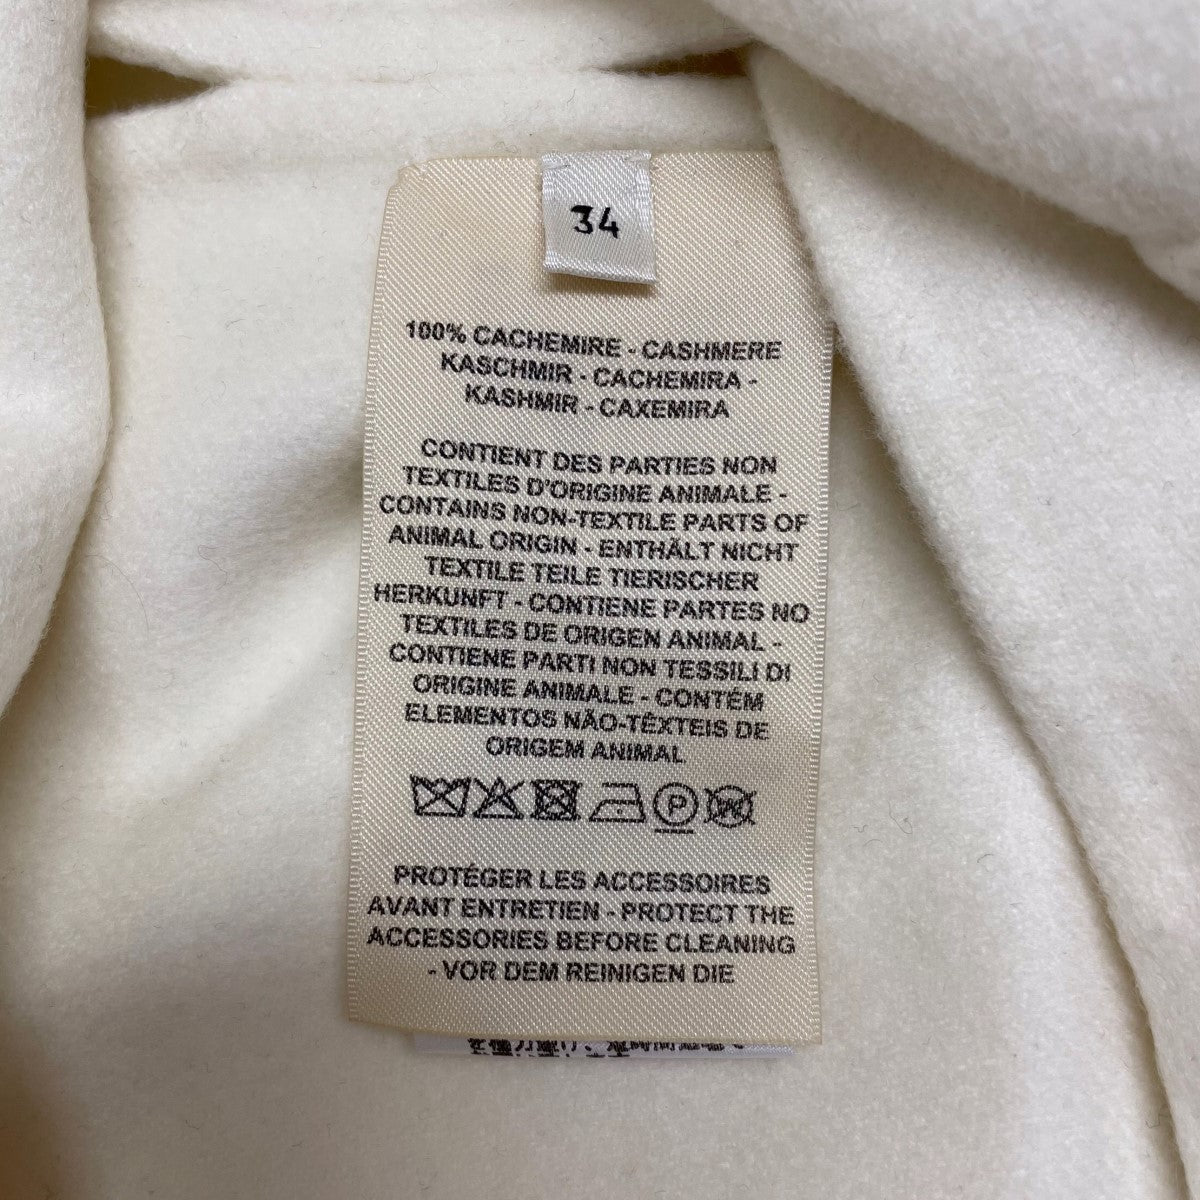 34
100% CACHEMIRE - CASHMERE
KASCHMIR - CACHEMIRA -
KASHMIR - CAXEMIRA
CONTIENT DES PARTIES NON
TEXTILES D'ORIGINE ANIMALE -
CONTAINS NON-TEXTILE PARTS OF
ANIMAL ORIGIN - ENTHÄLT NICHT
TEXTILE TEILE TIERISCHER
HERKUNFT - CONTIENE PARTES NO
TEXTILES DE ORIGEN ANIMAL -
CONTIENE PARTI NON TESSILI DI
ORIGINE ANIMALE - CONTÉM
ELEMENTOS NÃO-TÊXTEIS DE
ORIGEM ANIMAL
P
PROTÉGER LES ACCESSOIRES
AVANT ENTRETIEN - PROTECT THE
ACCESSORIES BEFORE CLEANING
- VOR DEM REINIGEN DIE